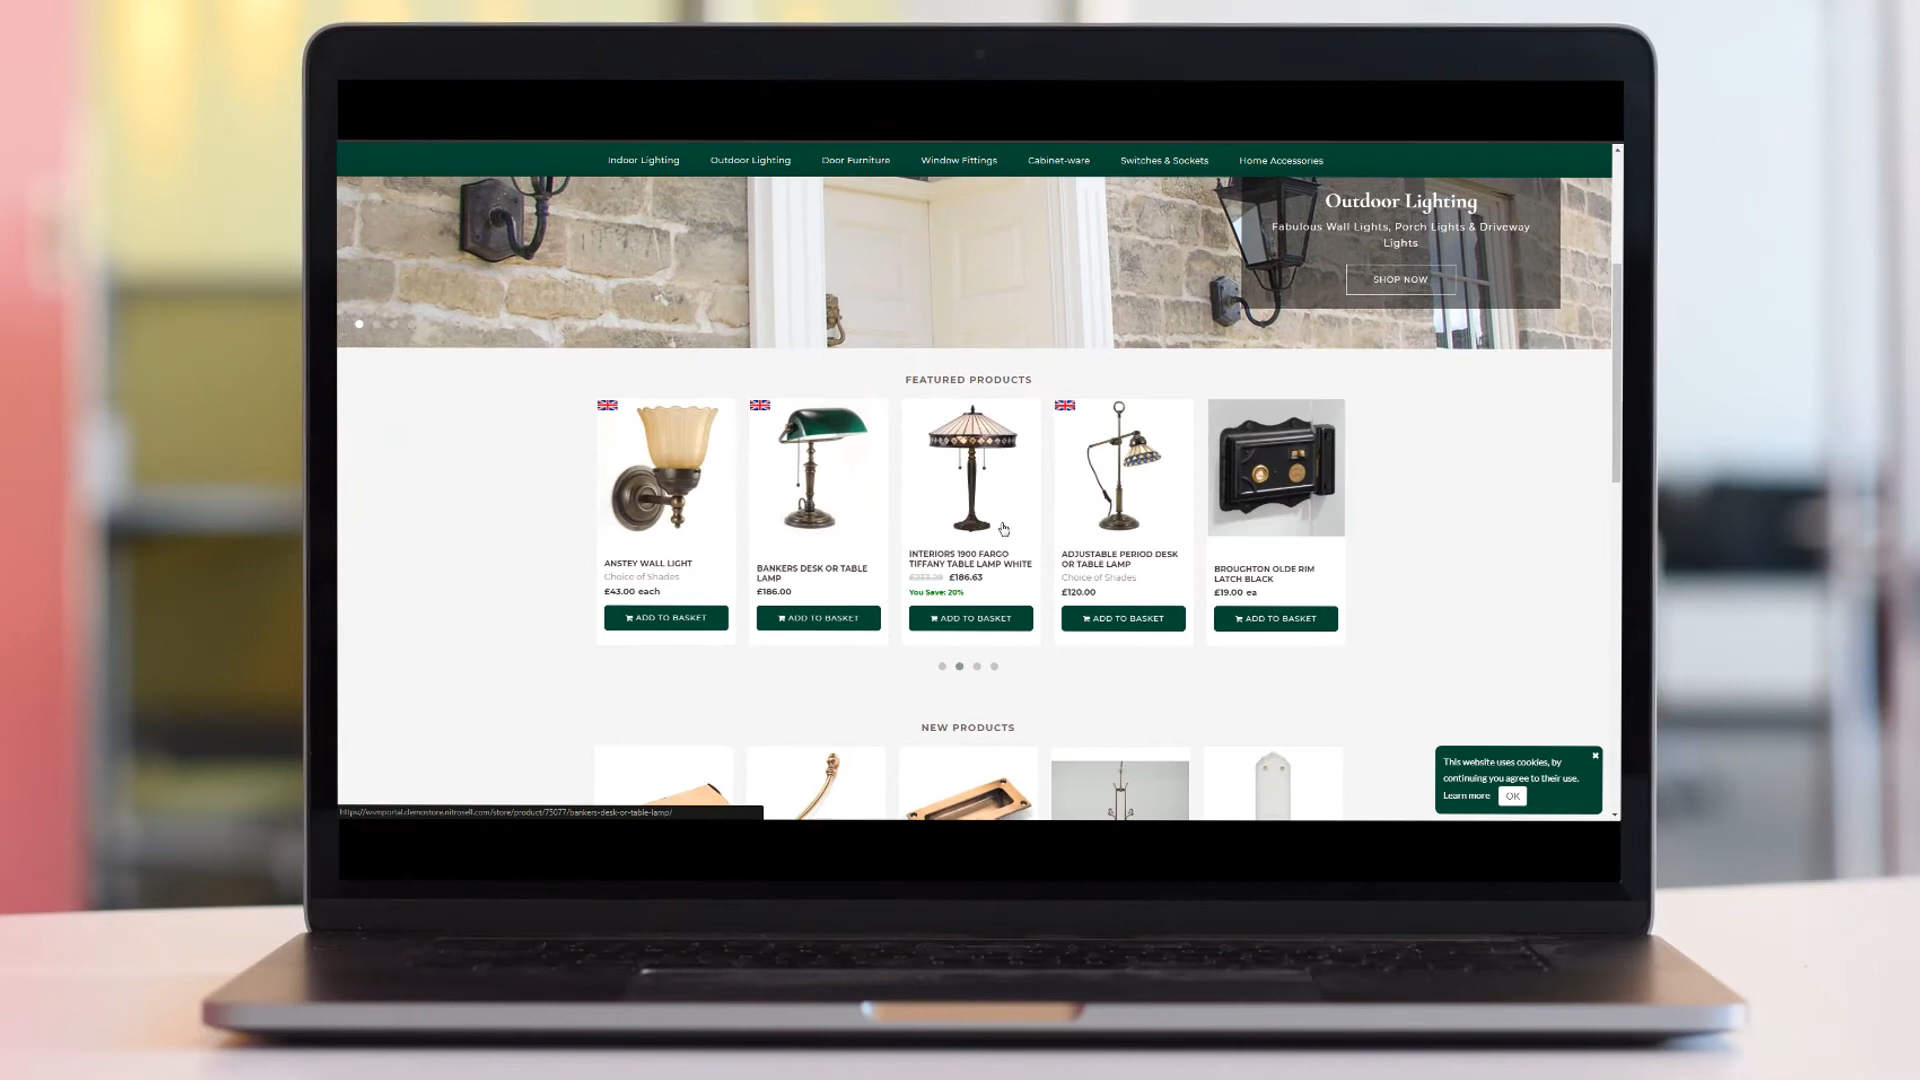 Indoor Lighting Outdoor Lighting Door Furniture Window Fittings Cabinet-ware Switches & Sockets Home Accessories
Outdoor Lighting
Fabulous Wall Lights, Porch Lights & Driveway
Lights
SHOP NOW
FEATURED PRODUCTS
ANSTEY WALL LIGHT
Choice of Shades
£43.00 each
ADD TO BASKET
BANKERS DESK OR TABLE
LAMP
£186.00
ADD TO BASKET
INTERIORS 1900 FARGO
TIFFANY TABLE LAMP WHITE
£233.29 £186.63
You Save: 20%
ADD TO BASKET
ADJUSTABLE PERIOD DESK
OR TABLE LAMP
Choice of Shades
£120.00
ADD TO BASKET
BROUGHTON OLDE RIM
LATCH BLACK
£19.00 ea
ADD TO BASKET
NEW PRODUCTS
This website uses cookies, by
continuing you agree to their use.
Learn more OK